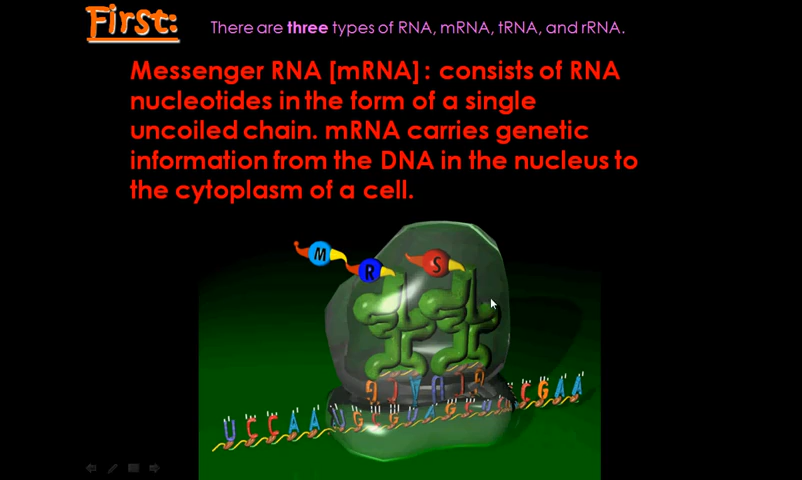 First:
There are three types of RNA, mRNA, tRNA, and rRNA.
Messenger RNA [mRNA] : consists of RNA
nucleotides in the form of a single
uncoiled chain. mRNA carries genetic
information from the DNA in the nucleus to
the cytoplasm of a cell.
M R S
U C C A A U G C G U A G C
C G A A